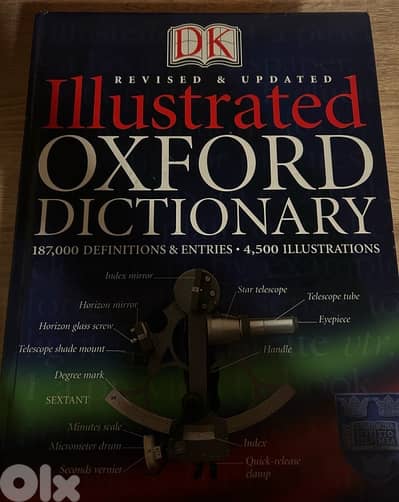 DK
REVISED & UPDATED
Illustrated
OXFORD
DICTIONARY
187,000 DEFINITIONS & ENTRIES • 4,500 ILLUSTRATIONS
Index mirror
Star telescope
Telescope tube
Horizon mirror
Eyepiece
Horizon glass screw
Telescope shade mount
Handle
Degree mark
SEXTANT
Minutes scale
Micrometer drum
Index
Seconds vernier
Quick-release
clamp
Olx